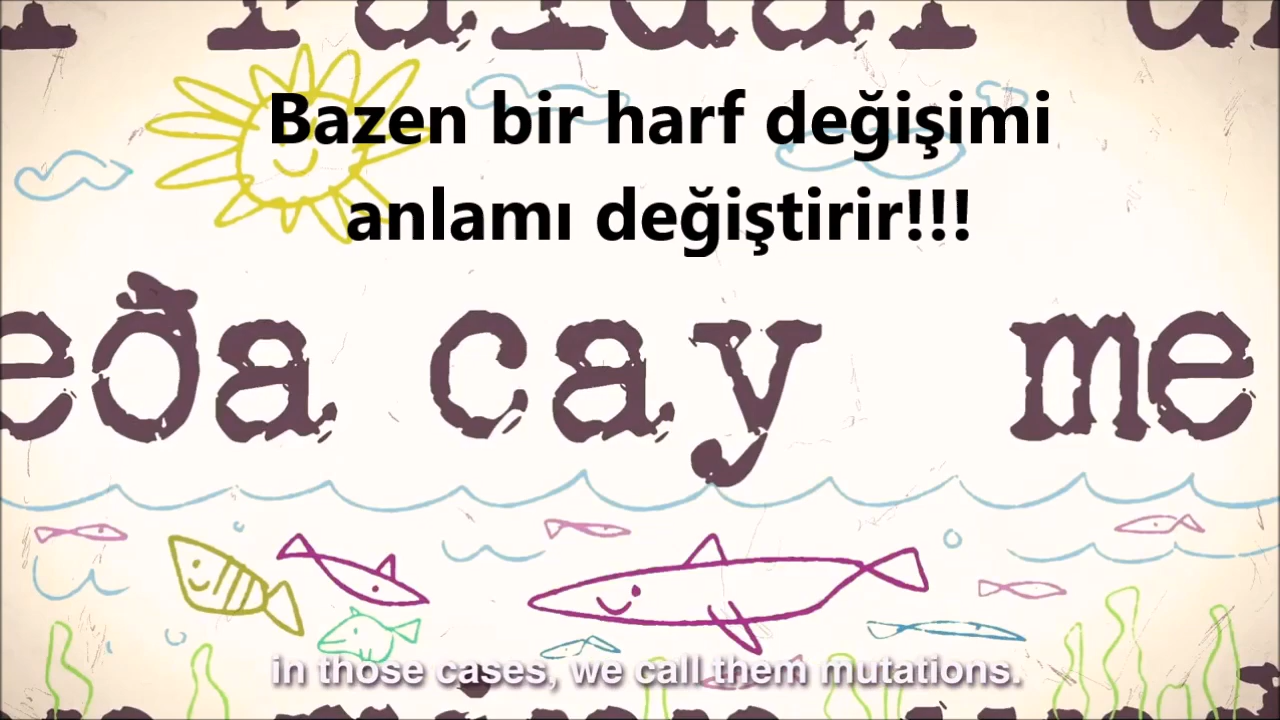 Bazen bir harf değişimi
anlamı değiştirir!!!
eða cay me
in those cases, we call them mutations.